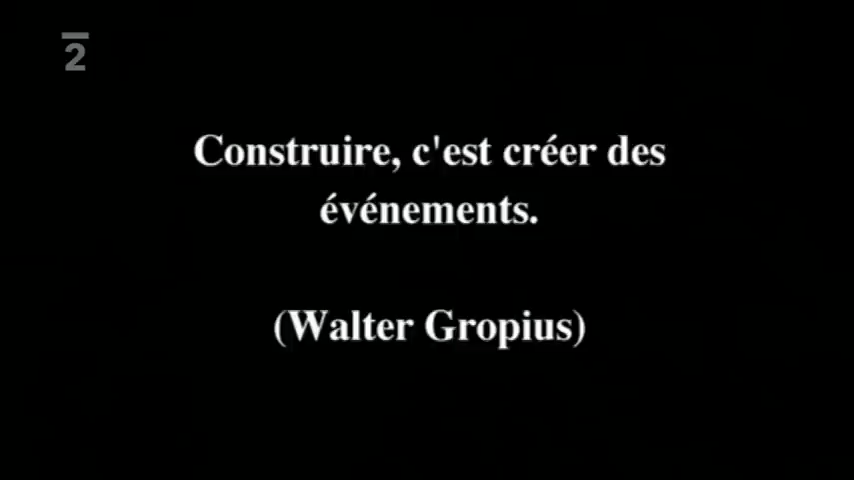 2
Construire, c'est créer des
événements.
(Walter Gropius)